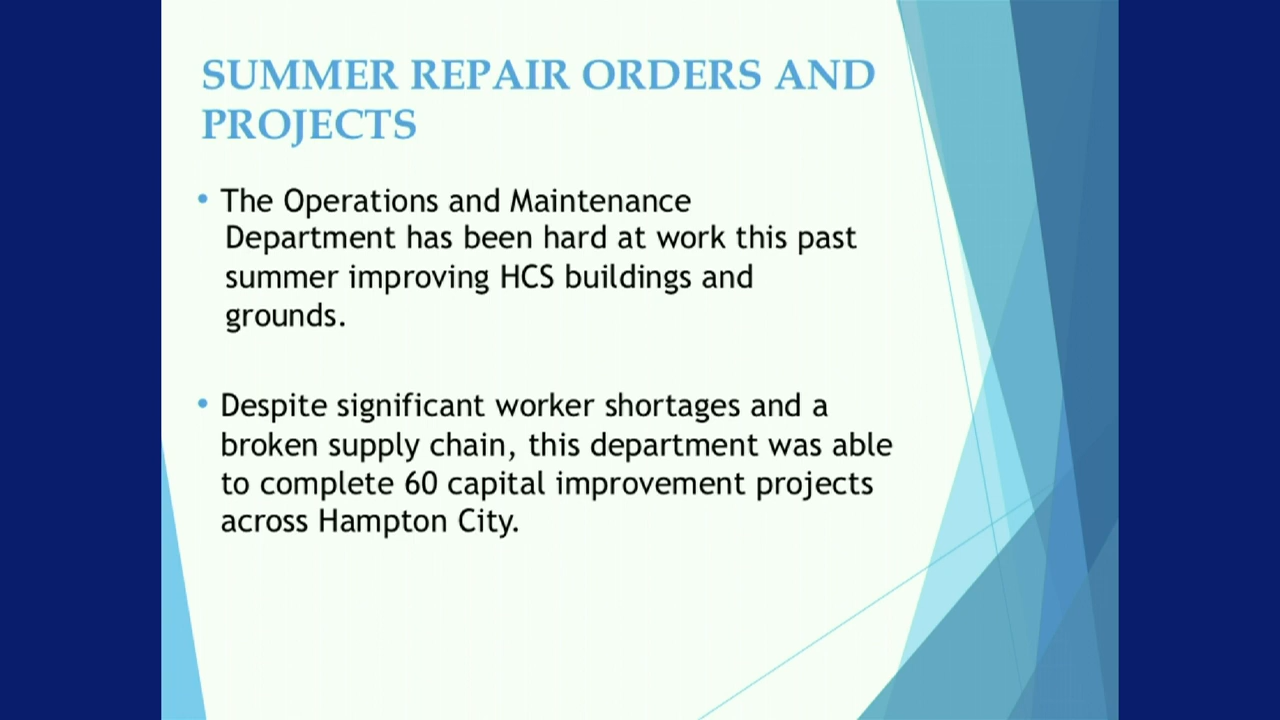 SUMMER REPAIR ORDERS AND
PROJECTS
• The Operations and Maintenance
Department has been hard at work this past
summer improving HCS buildings and
grounds.
• Despite significant worker shortages and a
broken supply chain, this department was able
to complete 60 capital improvement projects
across Hampton City.